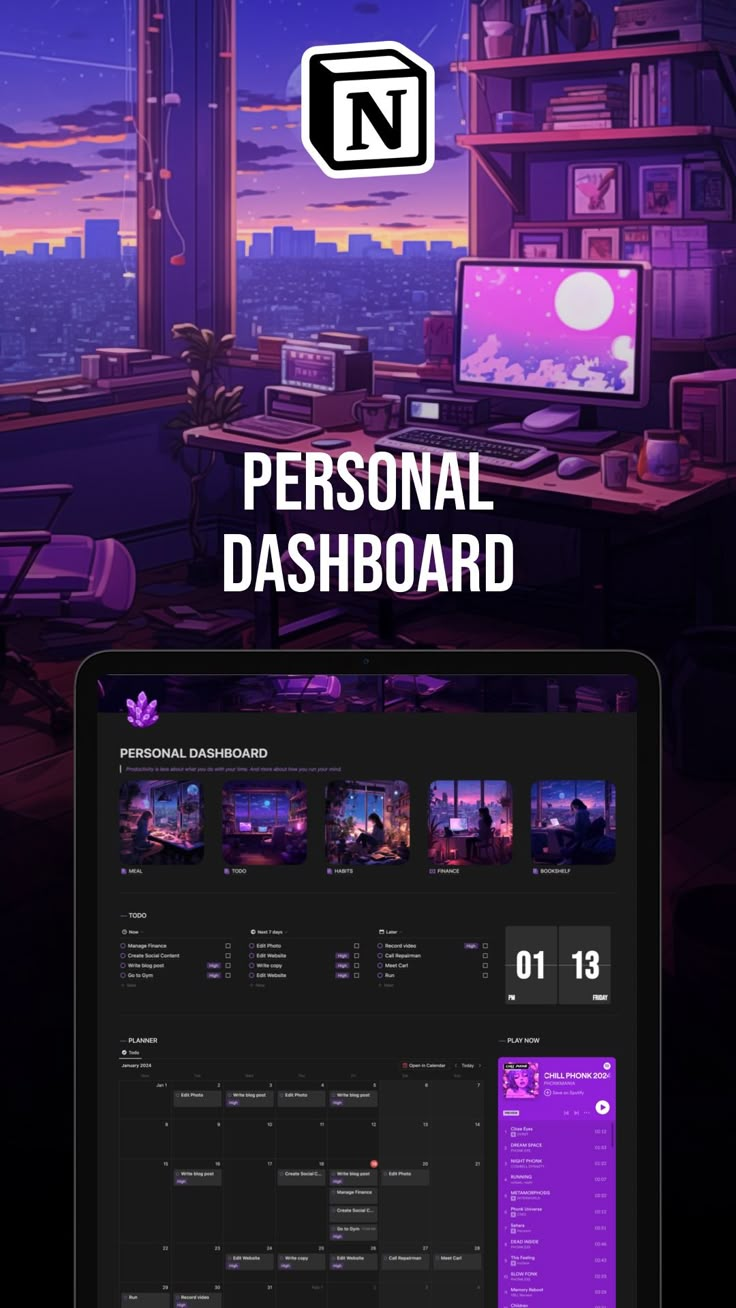 N
PERSONAL
DASHBOARD
PERSONAL DASHBOARD
Productivity is less about what you do with your time. And more about how you run your mind.
MEAL
TODO
HABITS
FINANCE
BOOKSHELF
— TODO
Now
Manage Finance
Create Social Content
Write blog post High
Go to Gym High
+ New
Next 7 days
Edit Photo
Edit Website High
Write copy High
Edit Website High
+ New
Later
Record video High
Call Repairman
Meet Carl
Run
+ New
01 13
PM FRIDAY
— PLANNER
Todo
January 2024 Open in Calendar < Today >
Jan 1 2 3 4 5 6 7
Edit Photo
Write blog post
High
Edit Photo
Write blog post
High
8 9 10 11 12 13 14
15 16 17 18 19 20 21
Write blog post
High
Create Social C...
Write blog post
High
Edit Photo
Manage Finance
Create Social C...
Go to Gym
High
22 23 24 25 26 27 28
Edit Website
High
Write copy
High
Edit Website
High
Call Repairman
Meet Carl
29 30 31 Feb 1 2 3 4
Run
Record video
High
— PLAY NOW
CHILL PHONK
CHILL PHONK 202
PHONKMANIA
Save on Spotify
PREVIEW
Close Eyes
DREAM SPACE
NIGHT PHONK
RUNNING
METAMORPHOSIS
Phonk Universe
Sahara
DEAD INSIDE
This Feeling
SLOW FONK
Memory Reboot
Children